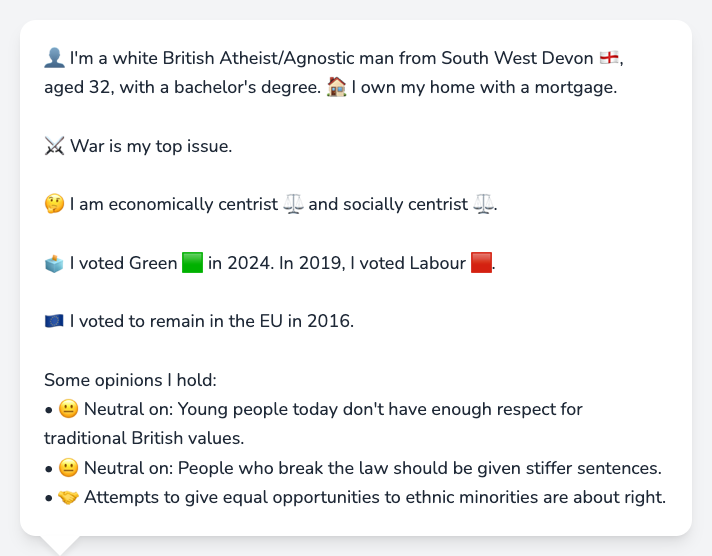 👤 I'm a white British Atheist/Agnostic man from South West Devon 🏴󠁧󠁢󠁥󠁮󠁧󠁿,
aged 32, with a bachelor's degree. 🏠 I own my home with a mortgage.
⚔️ War is my top issue.
🤔 I am economically centrist ⚖️ and socially centrist ⚖️.
🗳️ I voted Green 🟩 in 2024. In 2019, I voted Labour 🟥.
🇪🇺 I voted to remain in the EU in 2016.
Some opinions I hold:
• 😐 Neutral on: Young people today don't have enough respect for
traditional British values.
• 😐 Neutral on: People who break the law should be given stiffer sentences.
• 🤝 Attempts to give equal opportunities to ethnic minorities are about right.